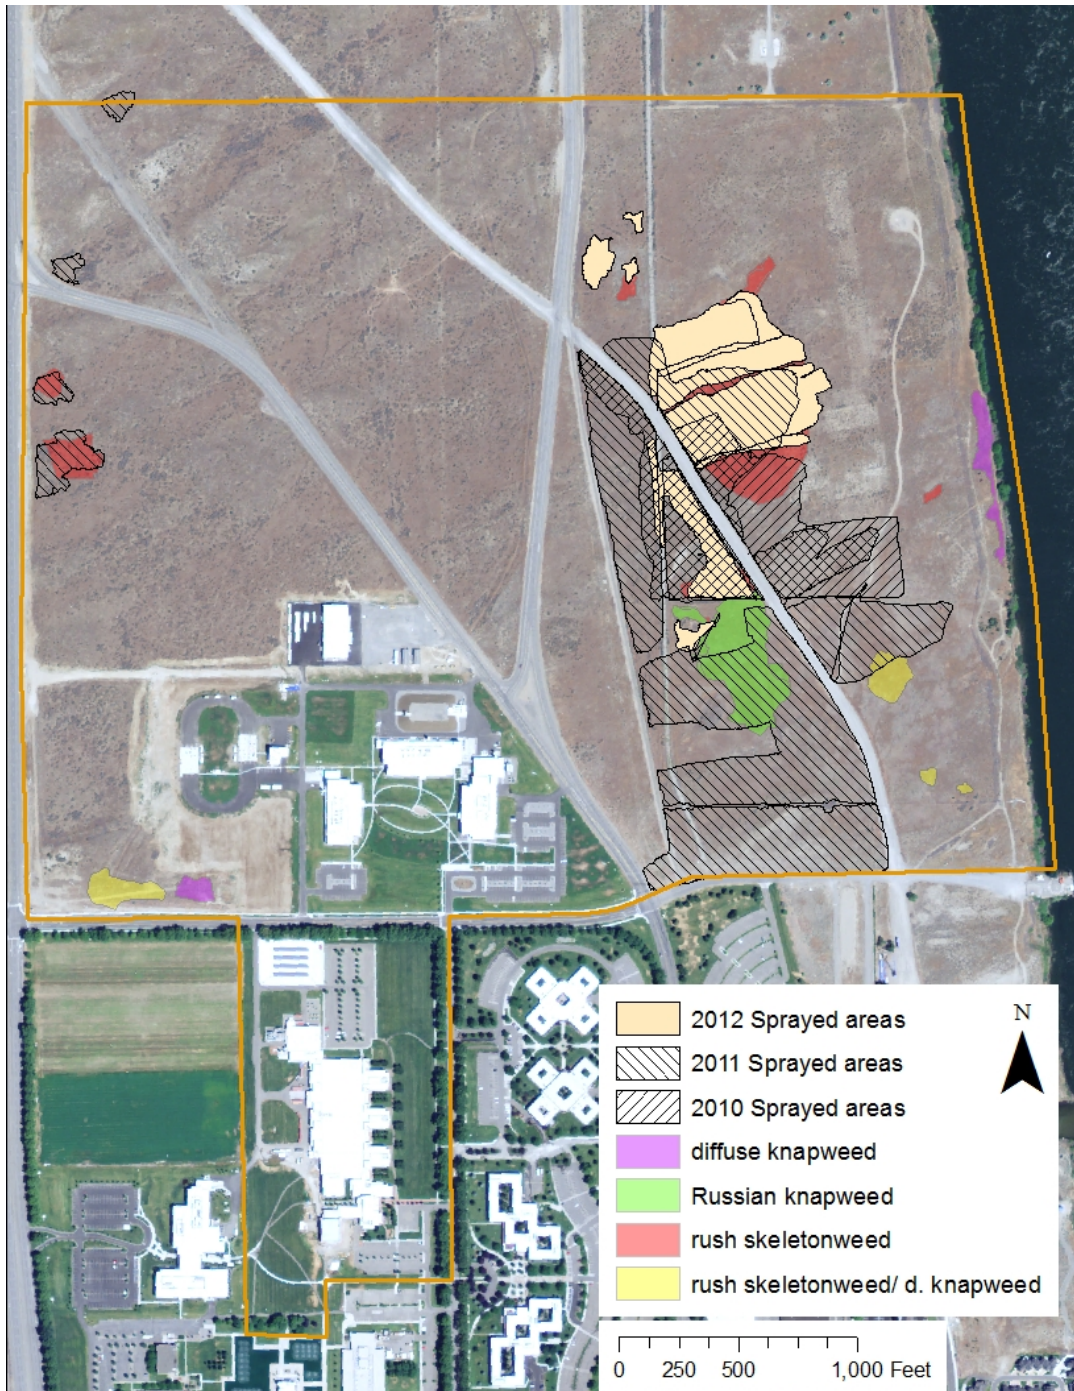 2012 Sprayed areas
N
2011 Sprayed areas
2010 Sprayed areas
diffuse knapweed
Russian knapweed
rush skeletonweed
rush skeletonweed/ d. knapweed
0 250 500 1,000 Feet